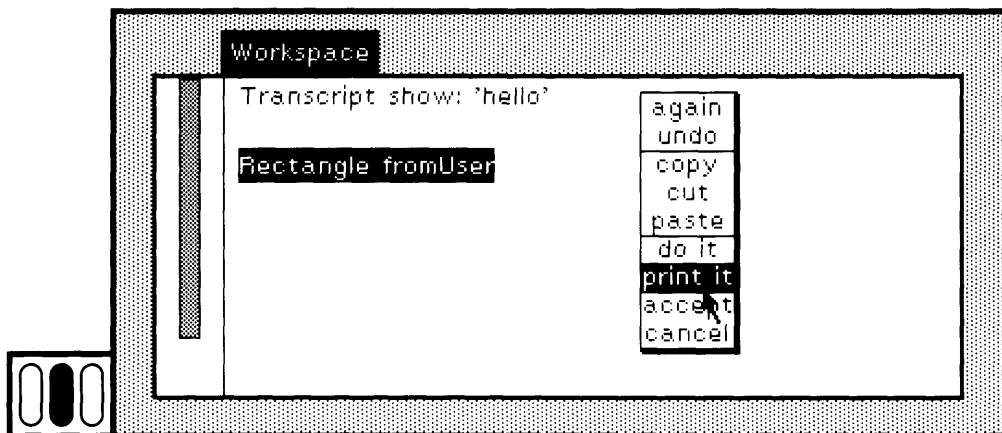 Workspace
Transcript show: 'hello'
Rectangle fromUser
again
undo
copy
cut
paste
do it
print it
accept
cancel